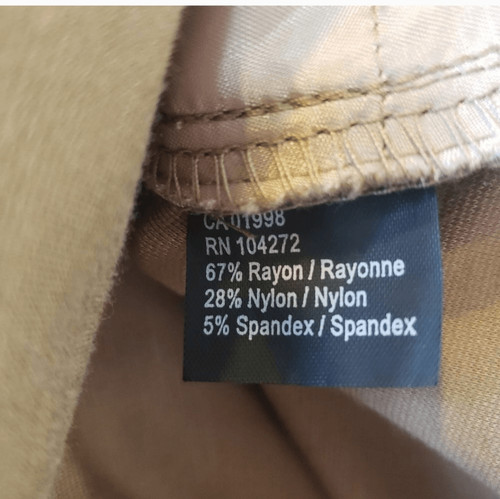 CA 01998
RN 104272
67% Rayon / Rayonne
28% Nylon / Nylon
5% Spandex / Spandex